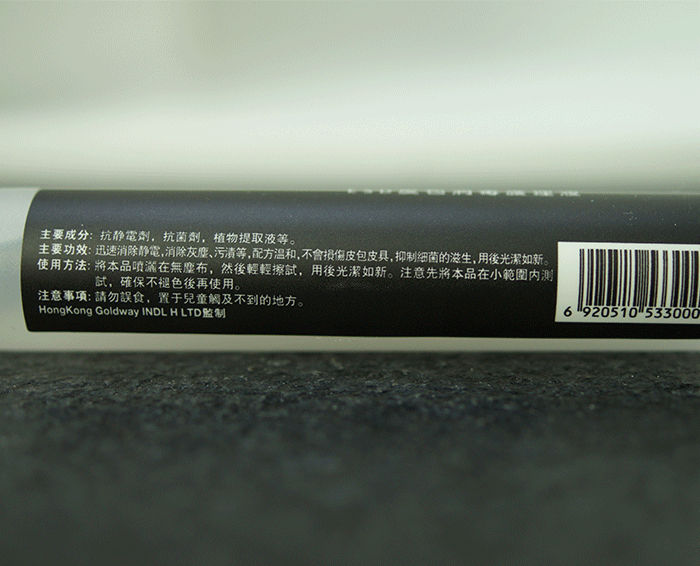 主要成分: 抗静電劑，抗菌劑，植物提取液等。
主要功效: 迅速消除静電,消除灰塵,污漬等,配方温和,不會損傷皮包皮具,抑制細菌的滋生,用後光潔如新。
使用方法: 將本品噴灑在無塵布，然後輕輕擦試，用後光潔如新。注意先將本品在小範圍内測
試，確保不褪色後再使用。
注意事項: 請勿誤食，置于兒童觸及不到的地方。
HongKong Goldway INDL H LTD監制
6 920510 533000